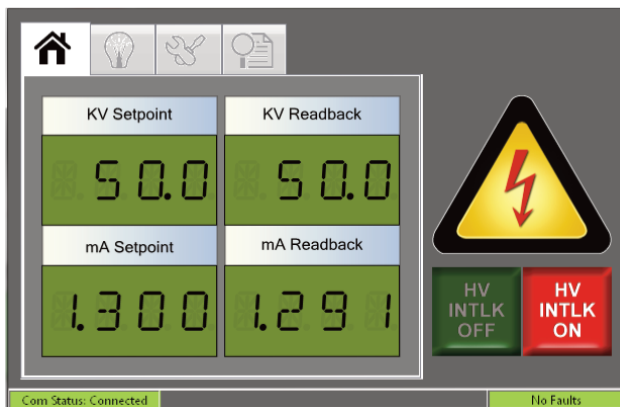 KV Setpoint
KV Readback
50.0
50.0
mA Setpoint
mA Readback
1.300
1.291
HV
INTLK
OFF
HV
INTLK
ON
Com Status: Connected
No Faults